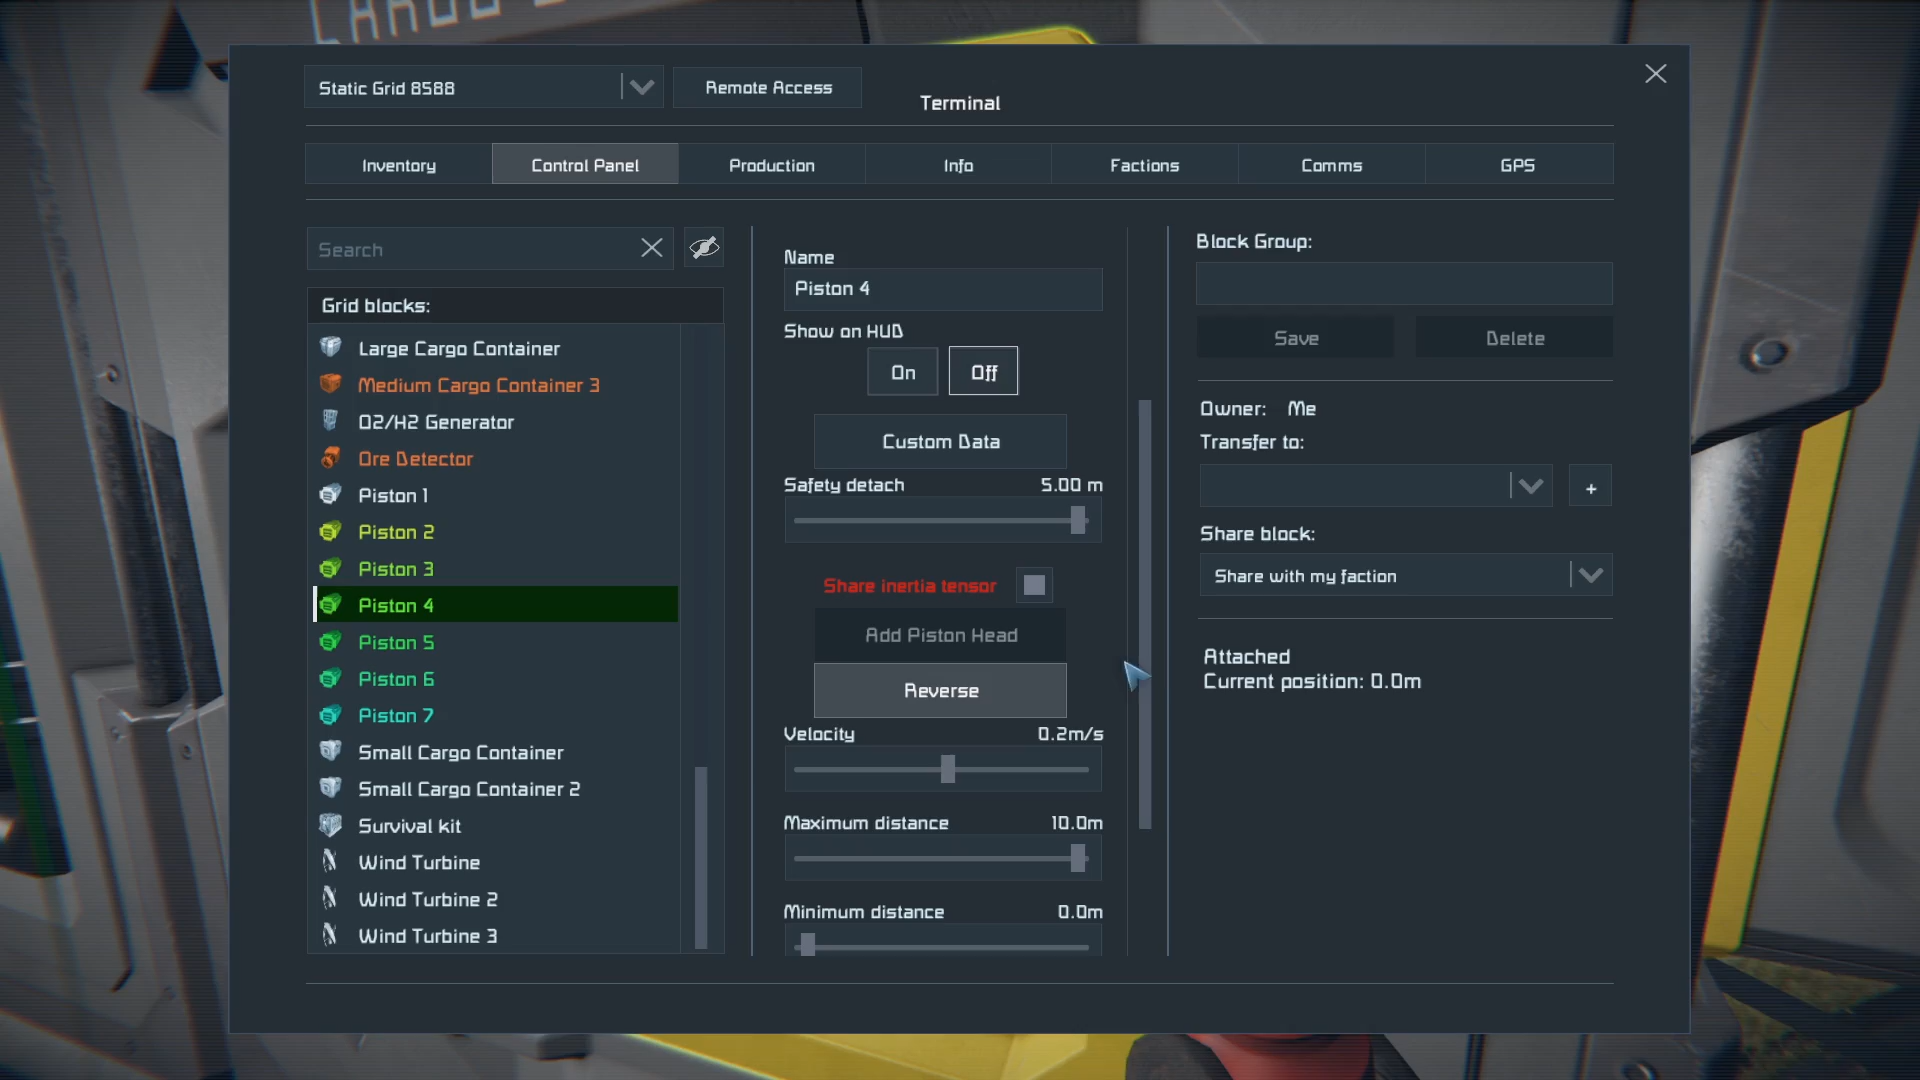 Static Grid 8588
Remote Access
Terminal
Inventory
Control Panel
Production
Info
Factions
Comms
GPS
Search
Grid blocks:
Large Cargo Container
Medium Cargo Container 3
O2/H2 Generator
Ore Detector
Piston 1
Piston 2
Piston 3
Piston 4
Piston 5
Piston 6
Piston 7
Small Cargo Container
Small Cargo Container 2
Survival kit
Wind Turbine
Wind Turbine 2
Wind Turbine 3
Name
Piston 4
Show on HUD
On
Off
Custom Data
Safety detach 5.00 m
Share inertia tensor
Add Piston Head
Reverse
Velocity 0.2m/s
Maximum distance 10.0m
Minimum distance 0.0m
Block Group:
Save
Delete
Owner: Me
Transfer to:
+
Share block:
Share with my faction
Attached
Current position: 0.0m